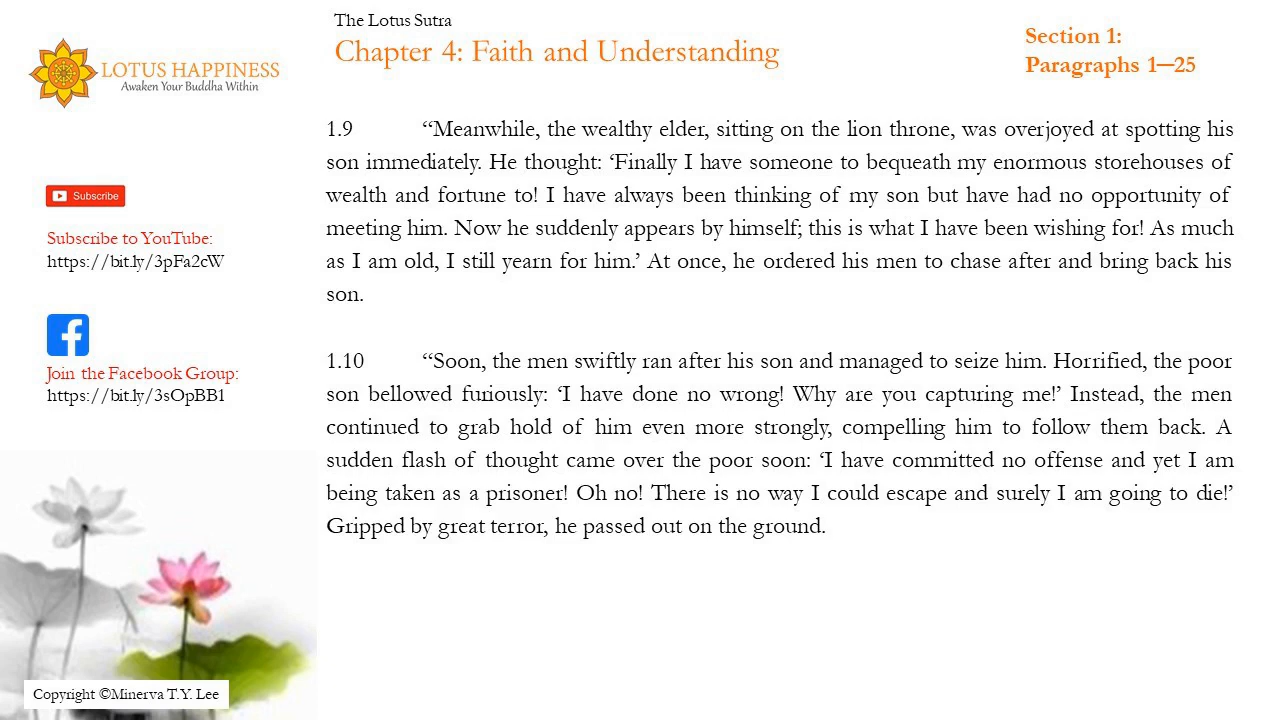 The Lotus Sutra
Chapter 4: Faith and Understanding
Section 1:
Paragraphs 1—25
LOTUS HAPPINESS
Awaken Your Buddha Within
Subscribe
Subscribe to YouTube:
https://bit.ly/3pFa2cW
Join the Facebook Group:
https://bit.ly/3sOpBB1
1.9 “Meanwhile, the wealthy elder, sitting on the lion throne, was overjoyed at spotting his
son immediately. He thought: ‘Finally I have someone to bequeath my enormous storehouses of
wealth and fortune to! I have always been thinking of my son but have had no opportunity of
meeting him. Now he suddenly appears by himself; this is what I have been wishing for! As much
as I am old, I still yearn for him.’ At once, he ordered his men to chase after and bring back his
son.
1.10 “Soon, the men swiftly ran after his son and managed to seize him. Horrified, the poor
son bellowed furiously: ‘I have done no wrong! Why are you capturing me!’ Instead, the men
continued to grab hold of him even more strongly, compelling him to follow them back. A
sudden flash of thought came over the poor soon: ‘I have committed no offense and yet I am
being taken as a prisoner! Oh no! There is no way I could escape and surely I am going to die!’
Gripped by great terror, he passed out on the ground.
Copyright ©Minerva T.Y. Lee